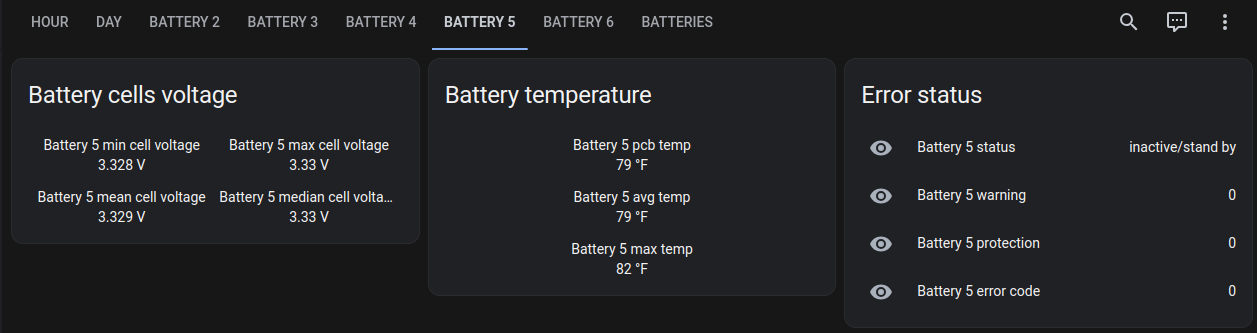 HOUR DAY BATTERY 2 BATTERY 3 BATTERY 4 BATTERY 5 BATTERY 6 BATTERIES
Battery cells voltage
Battery 5 min cell voltage Battery 5 max cell voltage
3.328 V 3.33 V
Battery 5 mean cell voltage Battery 5 median cell volta...
3.329 V 3.33 V
Battery temperature
Battery 5 pcb temp
79 °F
Battery 5 avg temp
79 °F
Battery 5 max temp
82 °F
Error status
Battery 5 status inactive/stand by
Battery 5 warning 0
Battery 5 protection 0
Battery 5 error code 0